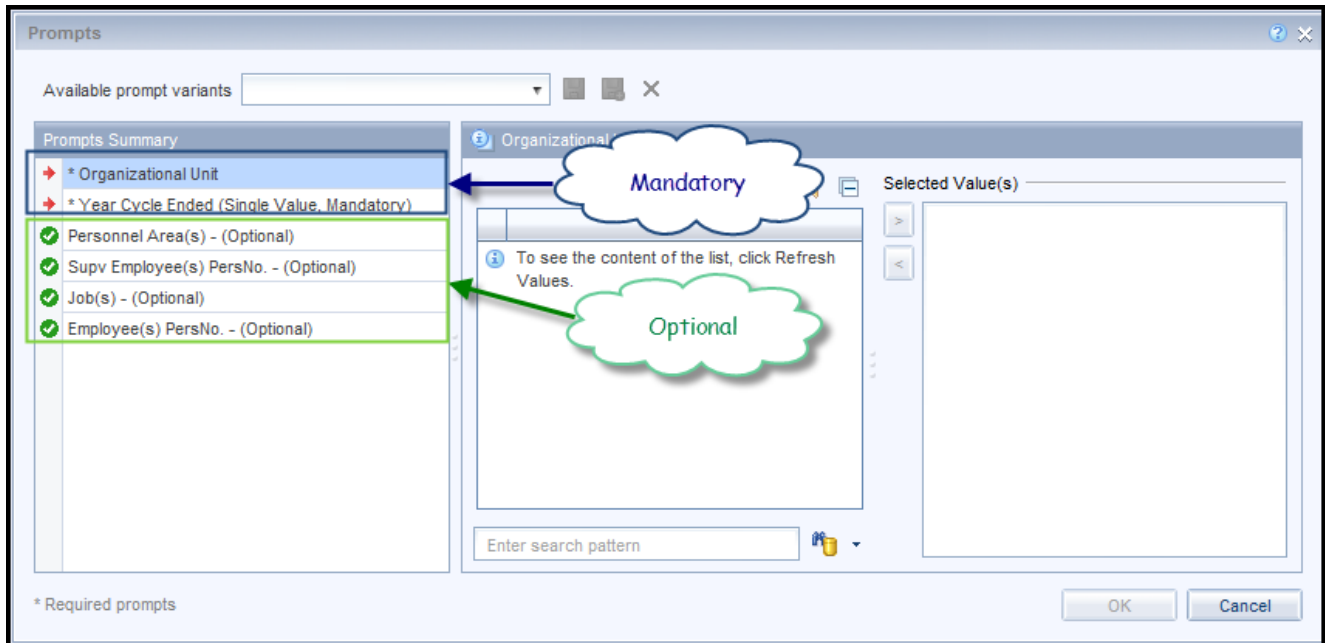 Prompts
Available prompt variants
Prompts Summary
* Organizational Unit
* Year Cycle Ended (Single Value, Mandatory)
Personnel Area(s) - (Optional)
Supv Employee(s) PersNo. - (Optional)
Job(s) - (Optional)
Employee(s) PersNo. - (Optional)
Organizational
Mandatory
Selected Value(s)
>
<
To see the content of the list, click Refresh
Values.
Optional
Enter search pattern
* Required prompts
OK
Cancel